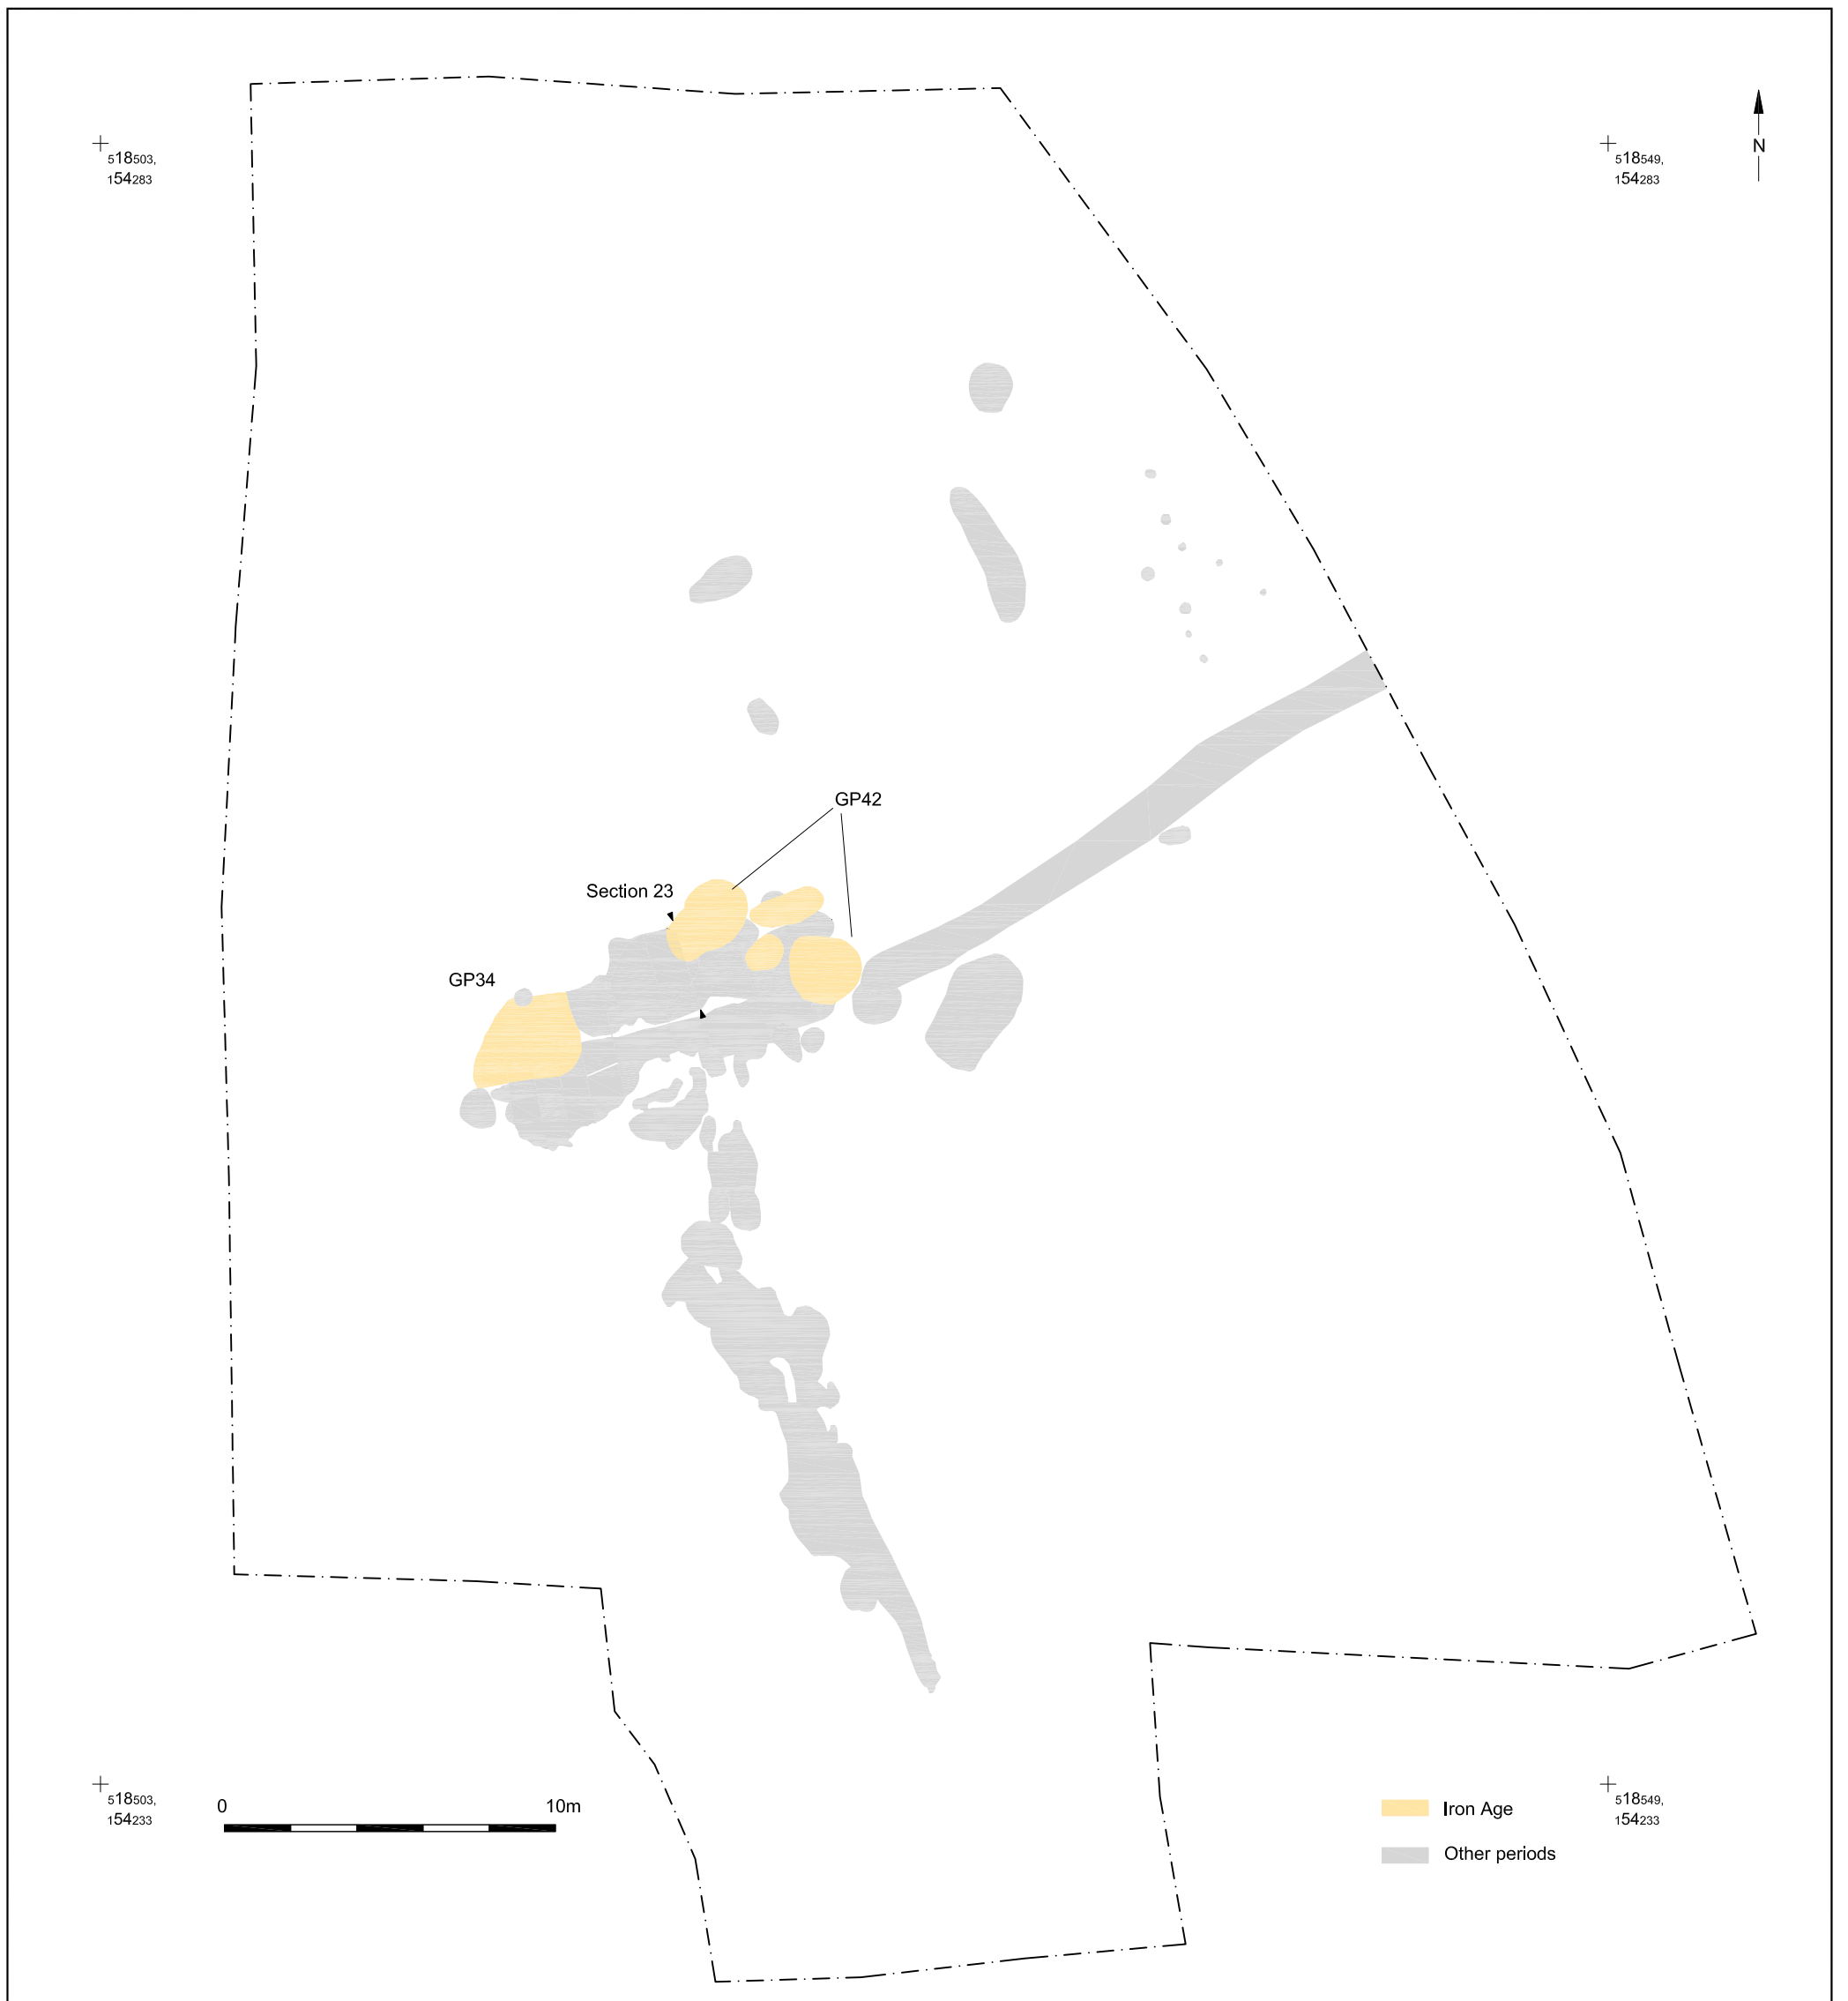 518503,
154283
518549,
154283
N
GP42
Section 23
GP34
518503,
154233
0 10m
Iron Age
Other periods
518549,
154233